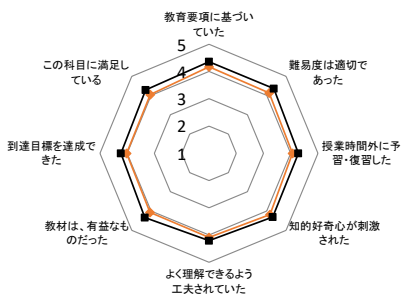 教育要項に基づい
ていた
難易度は適切で
あった
授業時間外に予
習・復習した
知的好奇心が刺激
された
よく理解できるよう
工夫されていた
教材は、有益なも
のだった
到達目標を達成で
きた
この科目に満足し
ている
5
4
3
2
1